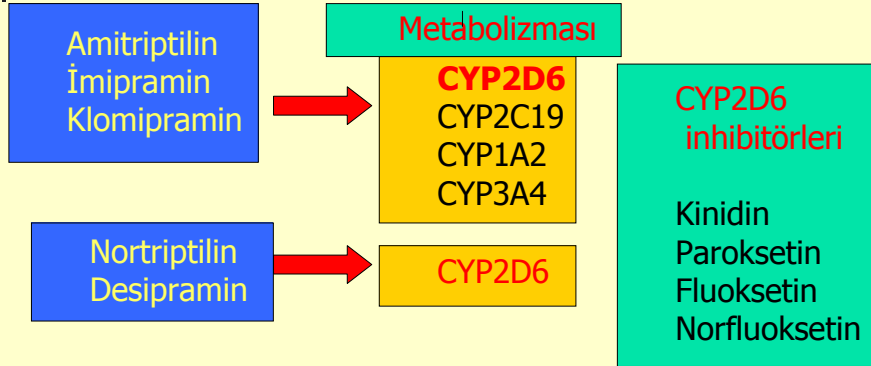 Amitriptilin
İmipramin
Klomipramin
Metabolizması
CYP2D6
CYP2C19
CYP1A2
CYP3A4
Nortriptilin
Desipramin
CYP2D6
CYP2D6
inhibitörleri
Kinidin
Paroksetin
Fluoksetin
Norfluoksetin